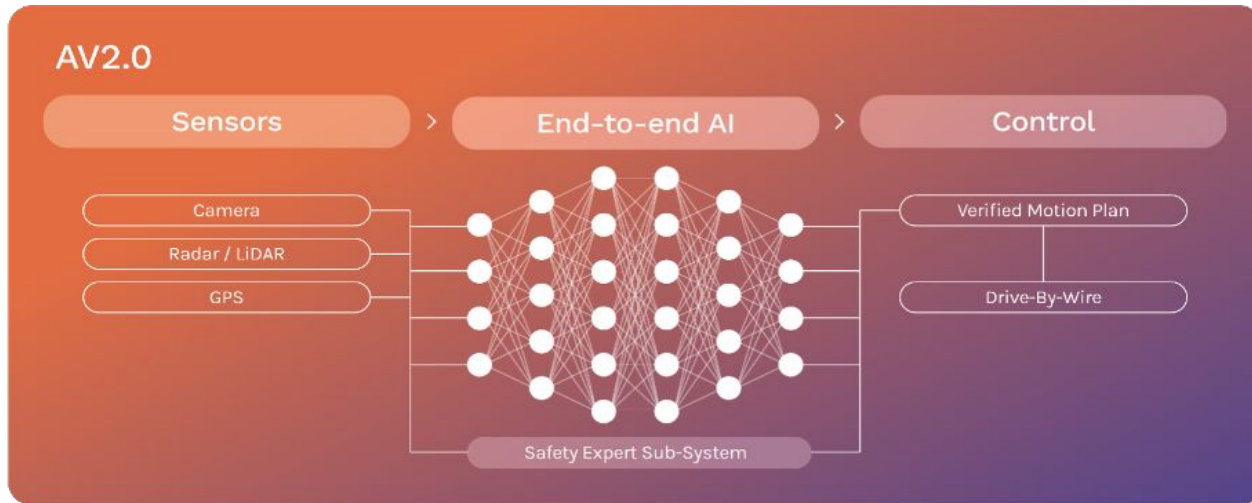 AV2.0
Sensors > End-to-end AI > Control
Camera
Radar / LiDAR
GPS
Verified Motion Plan
Drive-By-Wire
Safety Expert Sub-System